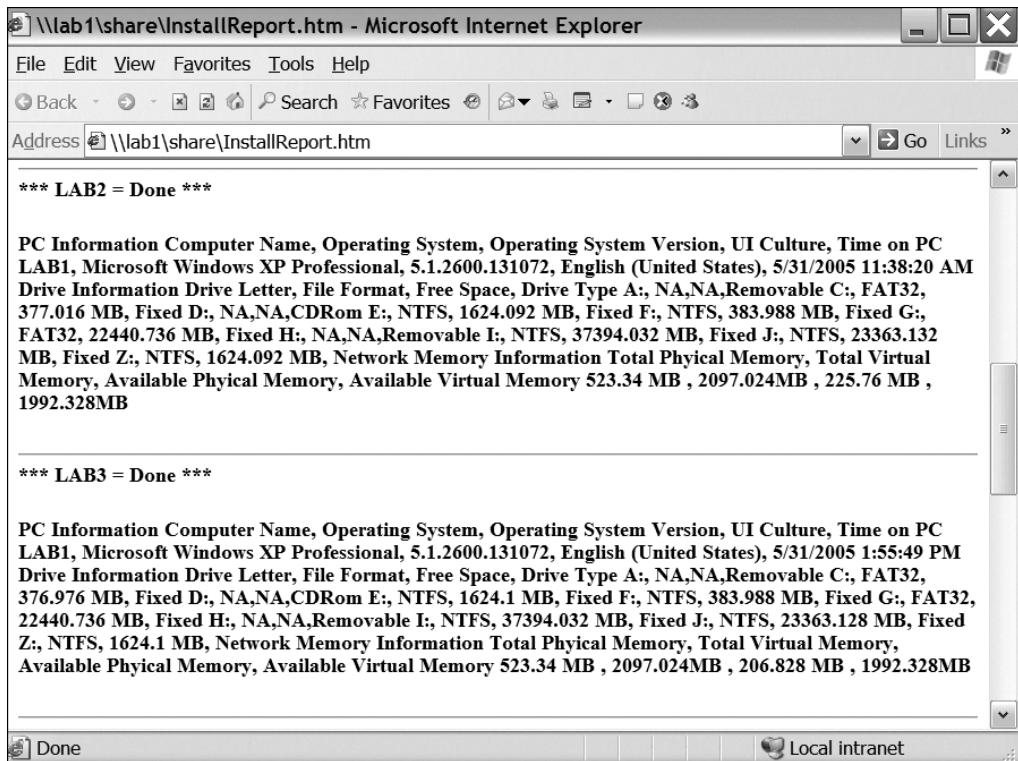 \\lab1\share\InstallReport.htm - Microsoft Internet Explorer
File Edit View Favorites Tools Help
Back Search Favorites
Address \\lab1\share\InstallReport.htm Go Links »
*** LAB2 = Done ***
PC Information Computer Name, Operating System, Operating System Version, UI Culture, Time on PC
LAB1, Microsoft Windows XP Professional, 5.1.2600.131072, English (United States), 5/31/2005 11:38:20 AM
Drive Information Drive Letter, File Format, Free Space, Drive Type A:, NA,NA,Removable C:, FAT32,
377.016 MB, Fixed D:, NA,NA,CDRom E:, NTFS, 1624.092 MB, Fixed F:, NTFS, 383.988 MB, Fixed G:,
FAT32, 22440.736 MB, Fixed H:, NA,NA,Removable I:, NTFS, 37394.032 MB, Fixed J:, NTFS, 23363.132
MB, Fixed Z:, NTFS, 1624.092 MB, Network Memory Information Total Phyical Memory, Total Virtual
Memory, Available Phyical Memory, Available Virtual Memory 523.34 MB , 2097.024MB , 225.76 MB ,
1992.328MB
*** LAB3 = Done ***
PC Information Computer Name, Operating System, Operating System Version, UI Culture, Time on PC
LAB1, Microsoft Windows XP Professional, 5.1.2600.131072, English (United States), 5/31/2005 1:55:49 PM
Drive Information Drive Letter, File Format, Free Space, Drive Type A:, NA,NA,Removable C:, FAT32,
376.976 MB, Fixed D:, NA,NA,CDRom E:, NTFS, 1624.1 MB, Fixed F:, NTFS, 383.988 MB, Fixed G:, FAT32,
22440.736 MB, Fixed H:, NA,NA,Removable I:, NTFS, 37394.032 MB, Fixed J:, NTFS, 23363.128 MB, Fixed
Z:, NTFS, 1624.1 MB, Network Memory Information Total Phyical Memory, Total Virtual Memory,
Available Phyical Memory, Available Virtual Memory 523.34 MB , 2097.024MB , 206.828 MB , 1992.328MB
Done Local intranet